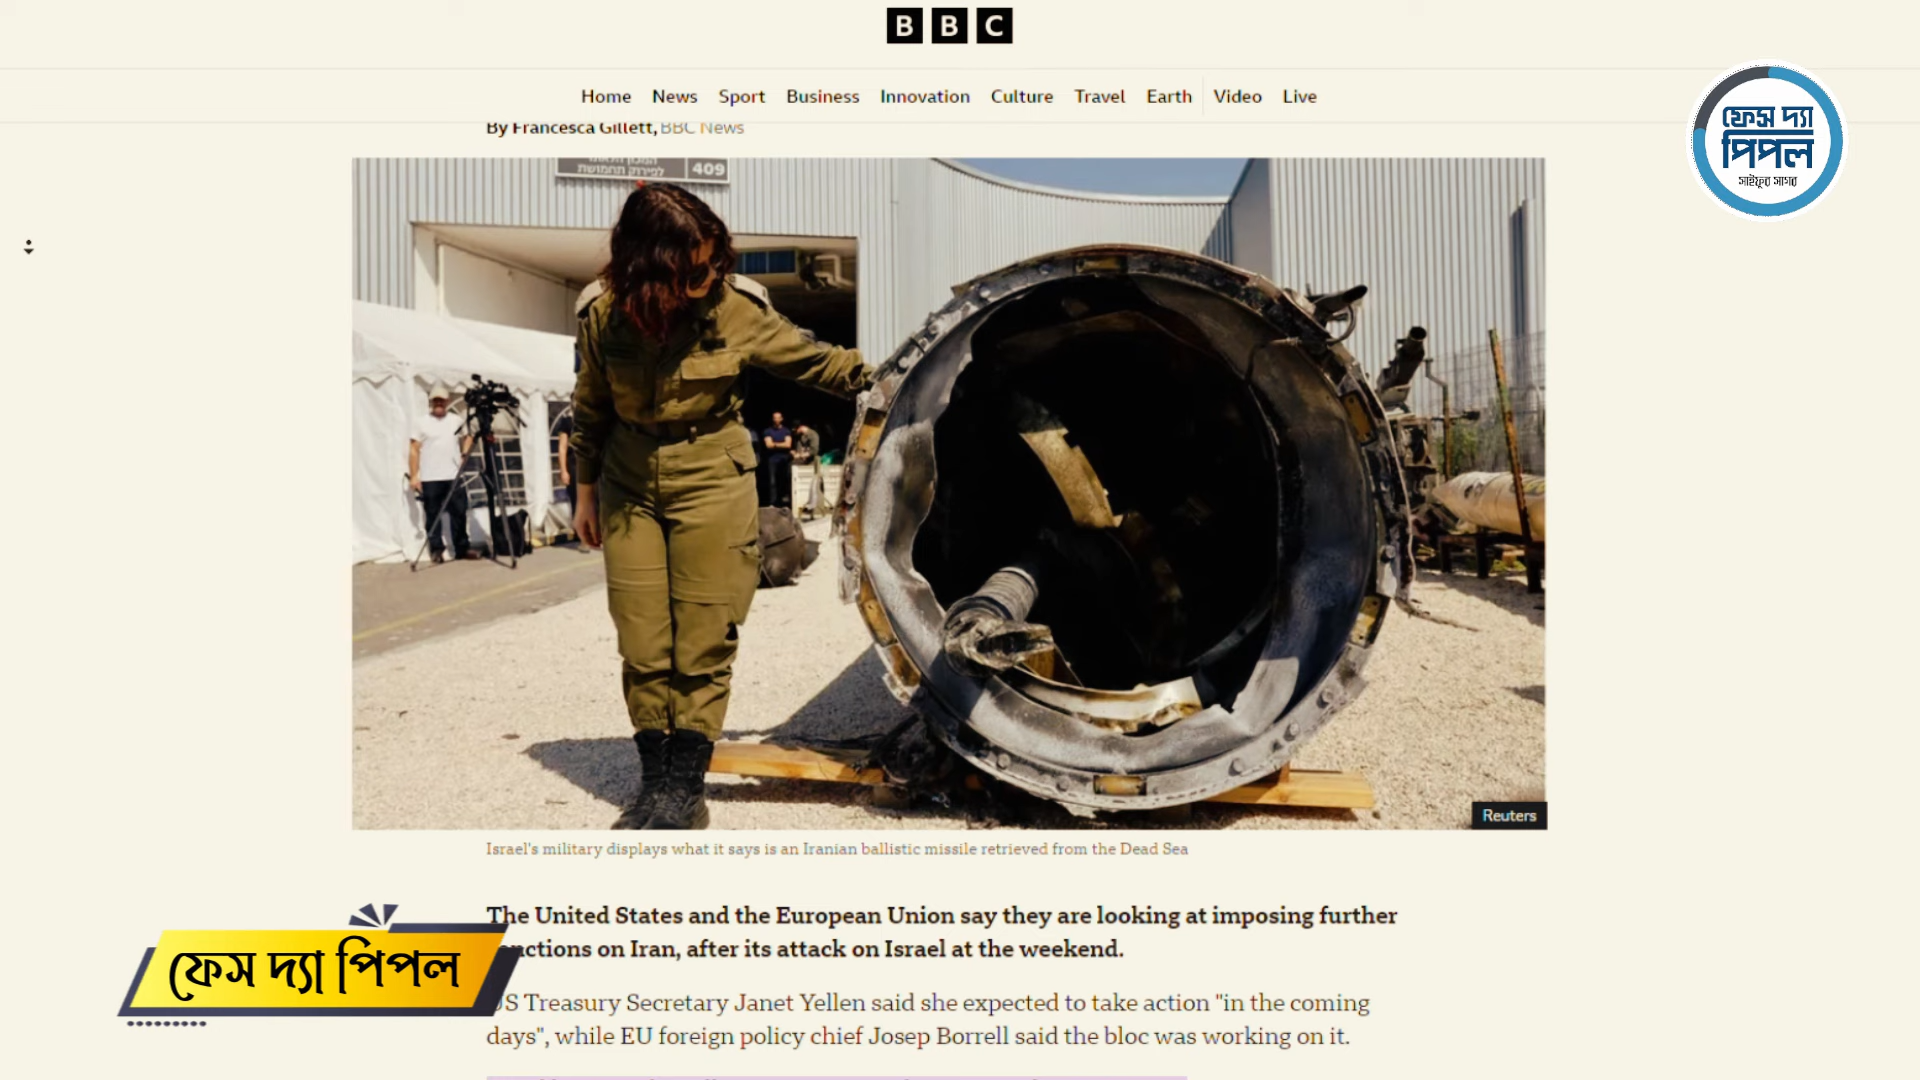 BBC
Home News Sport Business Innovation Culture Travel Earth Video Live
ফেস দ্যা
পিপল
সাইফুর সাগর
By Francesca Gillett, BBC News
לפירוק תחמושת 409
Reuters
Israel's military displays what it says is an Iranian ballistic missile retrieved from the Dead Sea
The United States and the European Union say they are looking at imposing further
sanctions on Iran, after its attack on Israel at the weekend.
ফেস দ্যা পিপল
US Treasury Secretary Janet Yellen said she expected to take action "in the coming
days", while EU foreign policy chief Josep Borrell said the bloc was working on it.